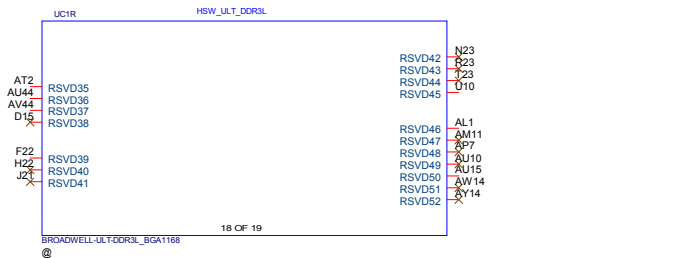 UC1R
HSW_ULT_DDR3L
AT2 RSVD35
AU44 RSVD36
AV44 RSVD37
D15 RSVD38
F22 RSVD39
H22 RSVD40
J21 RSVD41
RSVD42 N23
RSVD43 R23
RSVD44 T23
RSVD45 U10
RSVD46 AL1
RSVD47 AM11
RSVD48 AP7
RSVD49 AU10
RSVD50 AU15
RSVD51 AW14
RSVD52 AY14
18 OF 19
BROADWELL-ULT-DDR3L_BGA1168
@